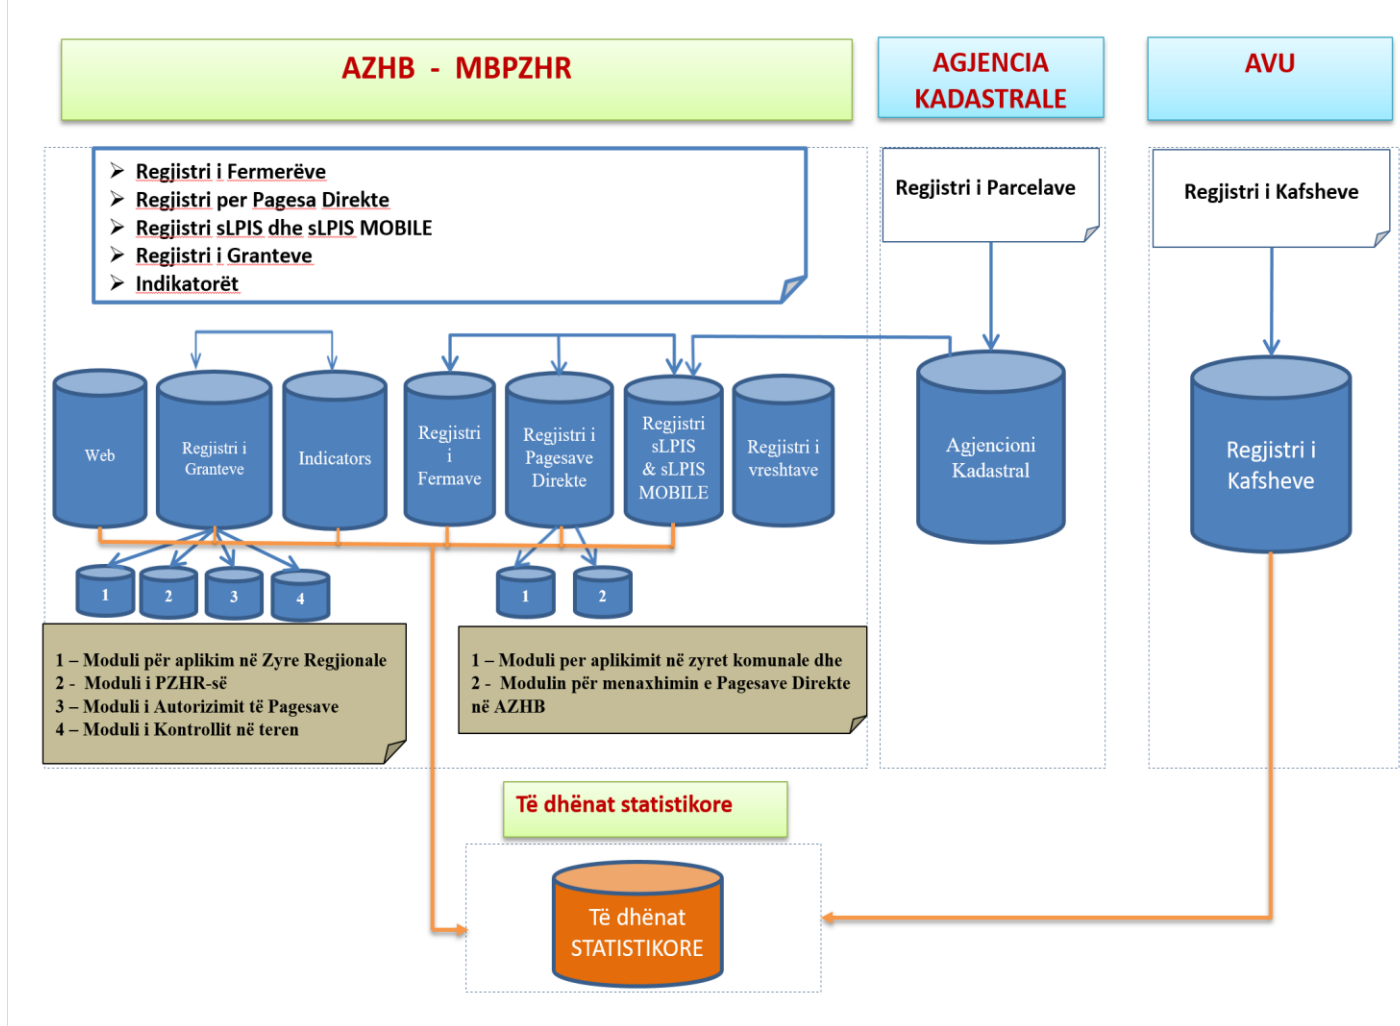 AZHB - MBPZHR
AGJENCIA
KADASTRALE
AVU
Regjistri i Fermerëve
Regjistri per Pagesa Direkte
Regjistri sLPIS dhe sLPIS MOBILE
Regjistri i Granteve
Indikatorët
Regjistri i Parcelave
Regjistri i Kafsheve
Web
Regjistri i
Granteve
Indicators
Regjistri
i
Fermave
Regjistri i
Pagesave
Direkte
Regjistri
sLPIS
& sLPIS
MOBILE
Regjistri i
vreshtave
Agjencioni
Kadastral
Regjistri i
Kafsheve
1
2
3
4
1
2
1 – Moduli për aplikim në Zyre Regjionale
2 - Moduli i PZHR-së
3 – Moduli i Autorizimit të Pagesave
4 – Moduli i Kontrollit në teren
1 – Moduli per aplikimit në zyret komunale dhe
2 - Modulin për menaxhimin e Pagesave Direkte
në AZHB
Të dhënat statistikore
Të dhënat
STATISTIKORE